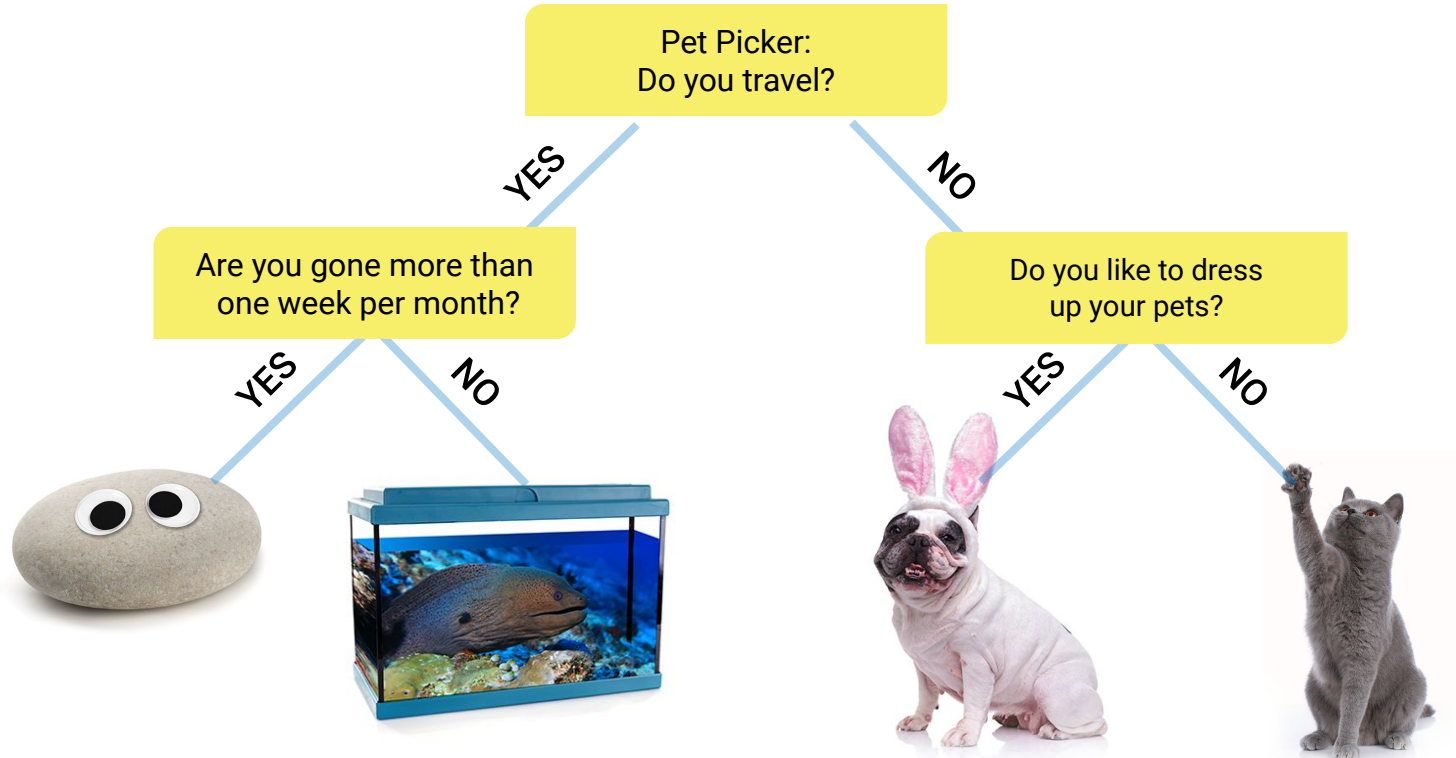 Pet Picker:
Do you travel?
YES
NO
Are you gone more than
one week per month?
Do you like to dress
up your pets?
YES
NO
YES
NO